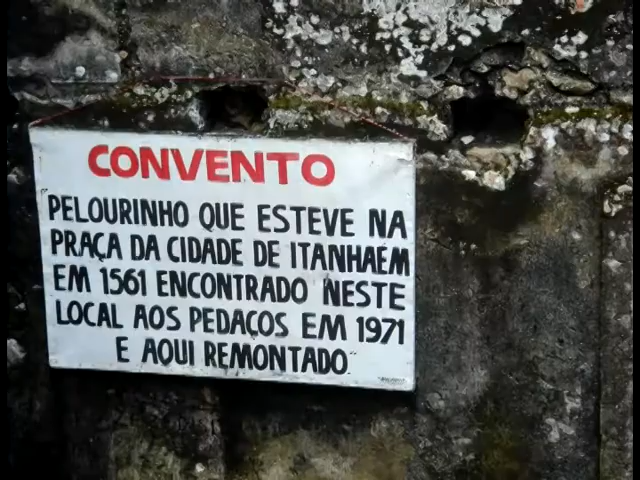 CONVENTO
"PELOURINHO QUE ESTEVE NA
PRAÇA DA CIDADE DE ITANHAEM
EM 1561 ENCONTRADO NESTE
LOCAL AOS PEDAÇOS EM 1971
E AQUI REMONTADO"